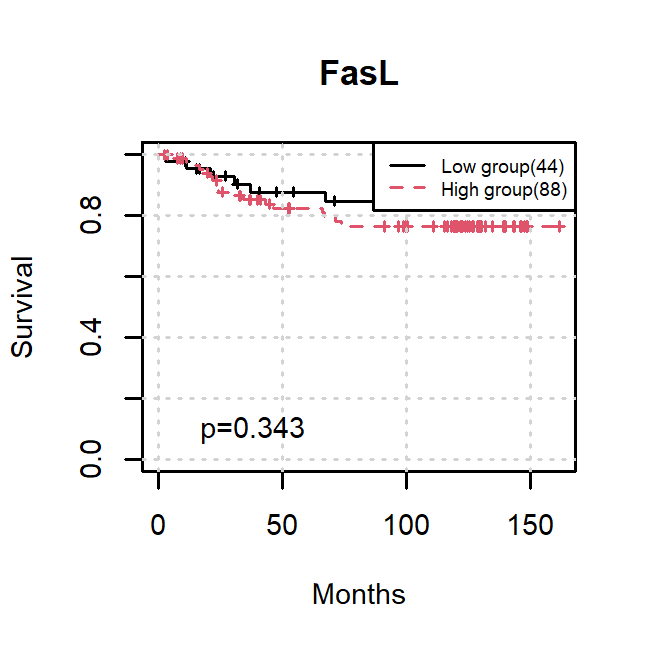 FasL
Low group(44)
High group(88)
Survival
0.8
0.4
0.0
p=0.343
0 50 100 150
Months